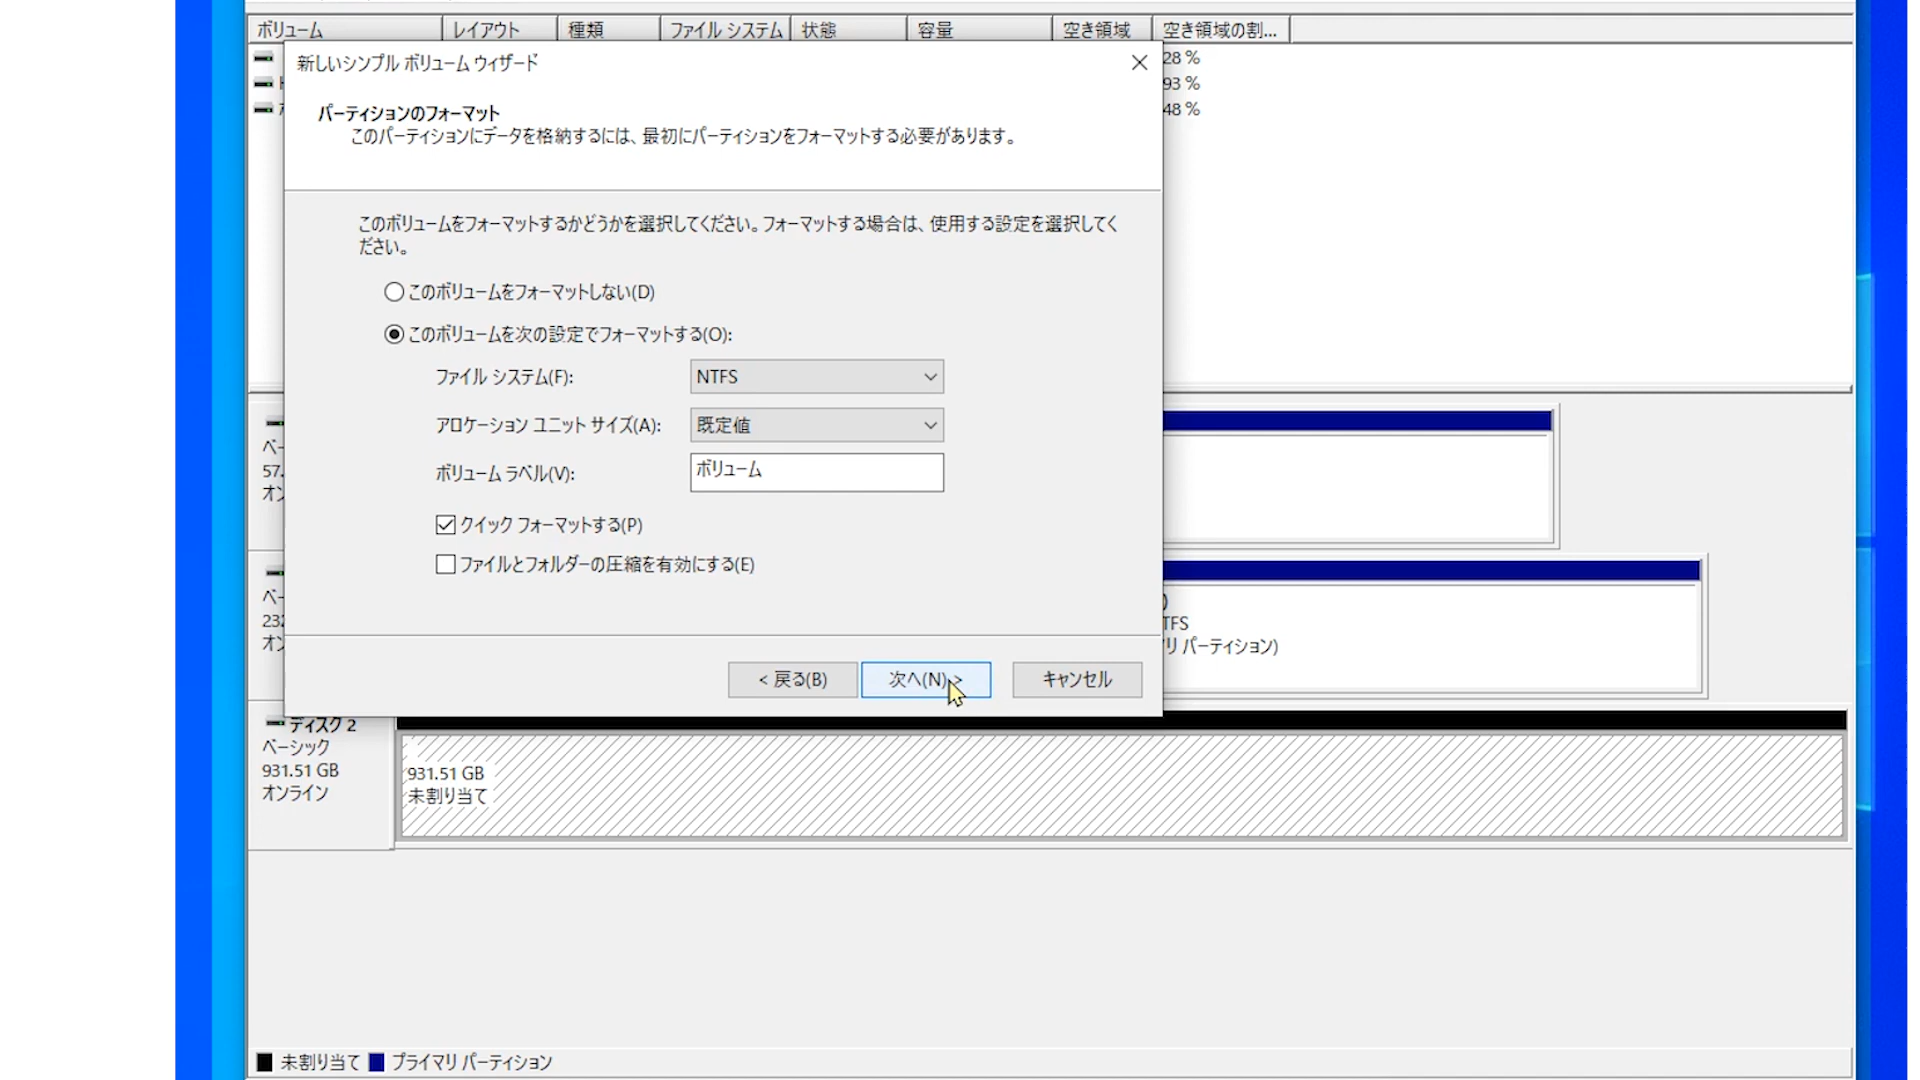 ボリューム レイアウト 種類 ファイル システム 状態 容量 空き領域 空き領域の割...
28 %
93 %
48 %
新しいシンプル ボリューム ウィザード
パーティションのフォーマット
このパーティションにデータを格納するには、最初にパーティションをフォーマットする必要があります。
このボリュームをフォーマットするかどうかを選択してください。フォーマットする場合は、使用する設定を選択してく
ださい。
このボリュームをフォーマットしない(D)
このボリュームを次の設定でフォーマットする(O):
ファイル システム(F): NTFS
アロケーション ユニット サイズ(A): 既定値
ボリューム ラベル(V): ボリューム
クイック フォーマットする(P)
ファイルとフォルダーの圧縮を有効にする(E)
< 戻る(B) 次へ(N) > キャンセル
ベー
57.
オン
ベー
232
オン
)
TFS
リ パーティション)
ディスク 2
ベーシック
931.51 GB
オンライン
931.51 GB
未割り当て
未割り当て プライマリ パーティション